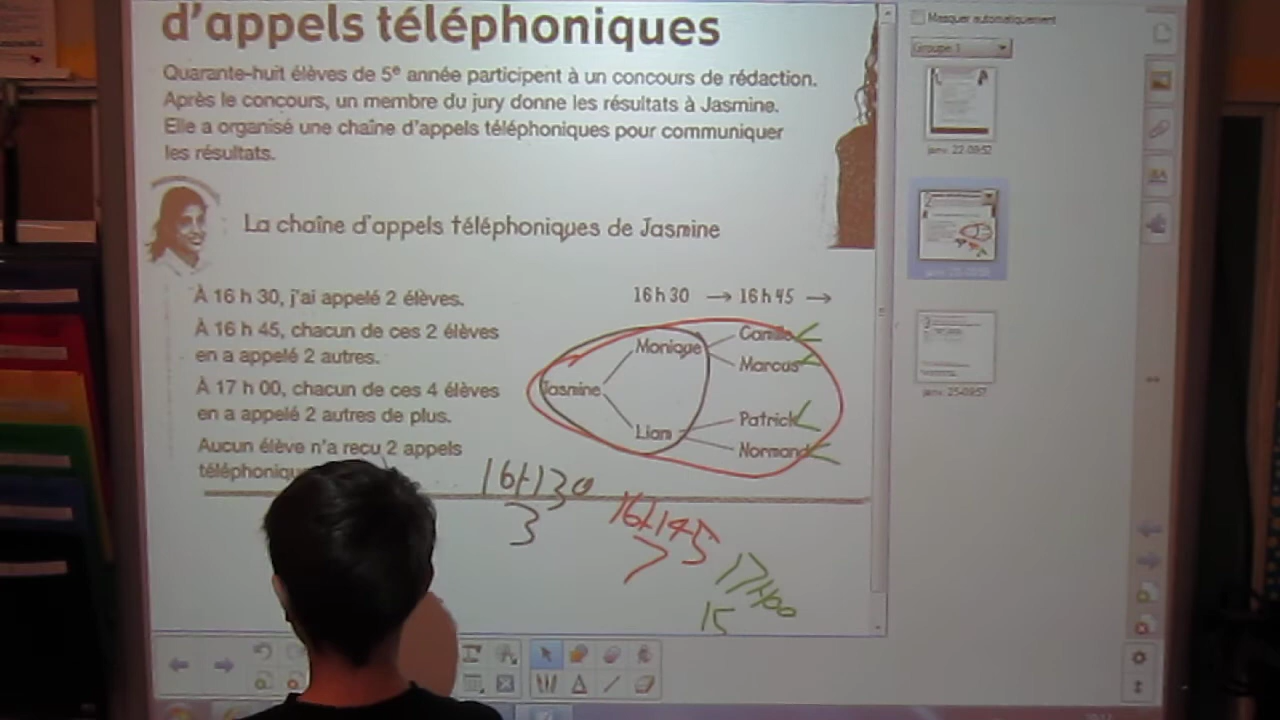 d'appels téléphoniques
Quarante-huit élèves de 5e année participent à un concours de rédaction.
Après le concours, un membre du jury donne les résultats à Jasmine.
Elle a organisé une chaîne d'appels téléphoniques pour communiquer
les résultats.
La chaîne d'appels téléphoniques de Jasmine
À 16 h 30, j'ai appelé 2 élèves.
À 16 h 45, chacun de ces 2 élèves
en a appelé 2 autres.
À 17 h 00, chacun de ces 4 élèves
en a appelé 2 autres de plus.
Aucun élève n'a reçu 2 appels
16 h 30 → 16 h 45 →
Camille
Monique
Marcus
Jasmine
Patrick
Liam
Normand
16H30
3
16H45
7
17H00
15
Masquer automatiquement
Groupe 1
janv. 22-09:52